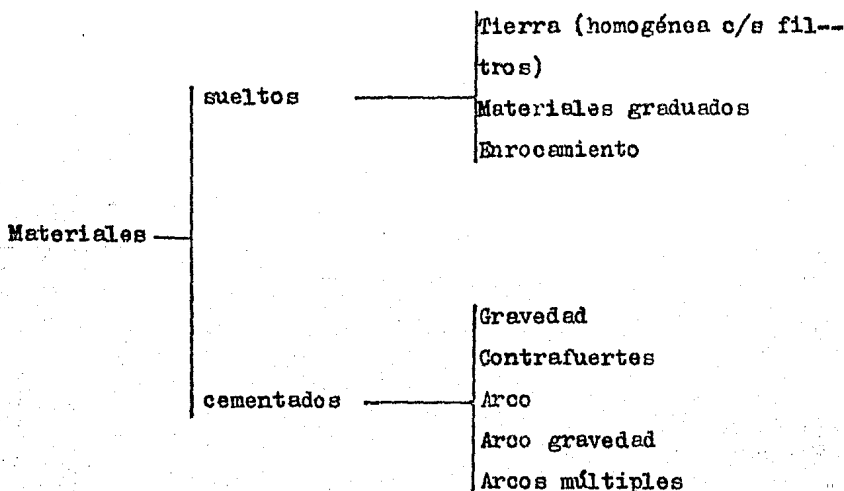 Tierra (homogénea c/s fil--
tros)
sueltos
Materiales graduados
Enrocamiento
Materiales
Gravedad
Contrafuertes
cementados
Arco
Arco gravedad
Arcos múltiples